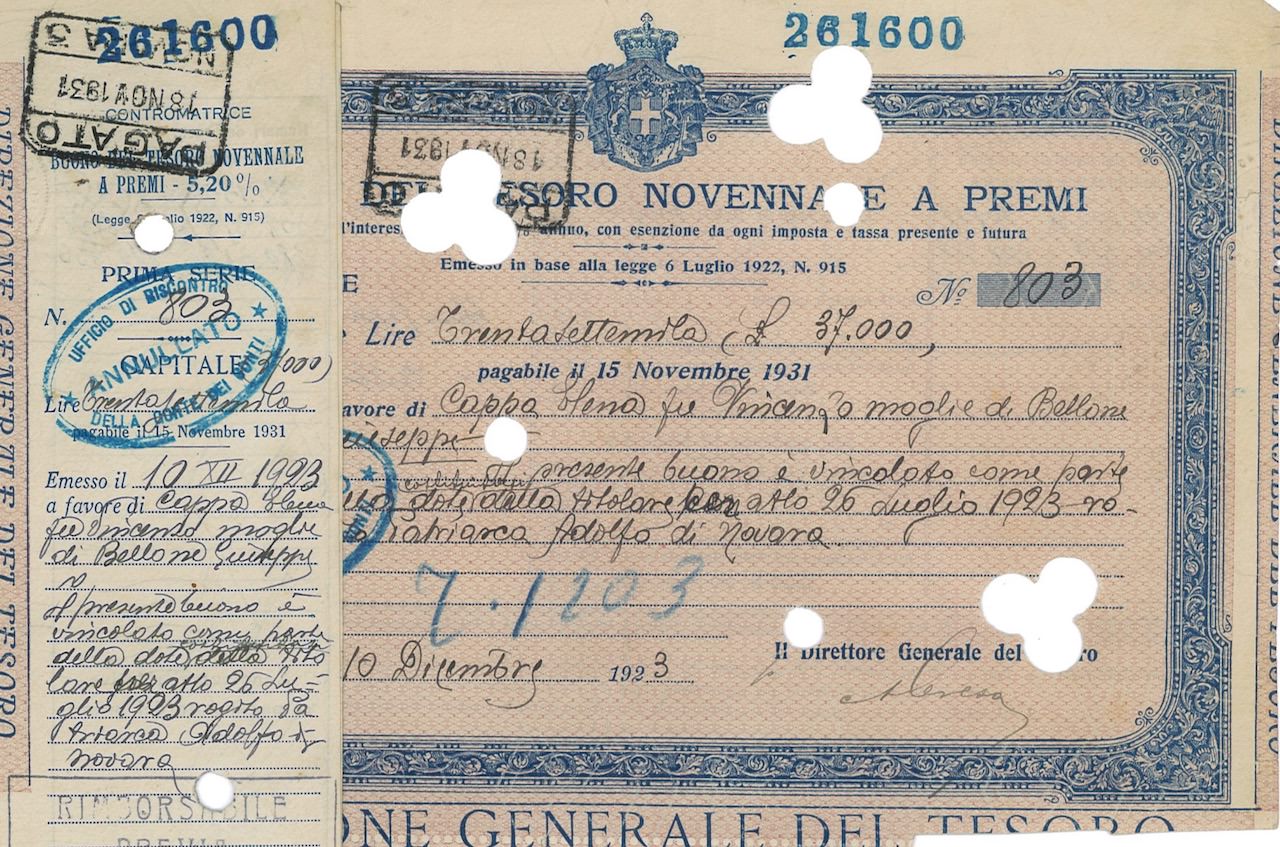 261600
PAGATO
18 NOV 1931
NOVARA 3
CONTROMATRICE
BUONO DEL TESORO NOVENNALE
A PREMI - 5,20 %
(Legge 6 Luglio 1922, N. 915)
PRIMA SERIE
N. 803
UFFICIO DI RISCONTRO
ANNULLATO
DELLA CORTE DEI CONTI
CAPITALE
Lire Trentasettemila
pagabile il 15 Novembre 1931
Emesso il 10 XII 1923
a favore di Cappa Elena
fu Vincenzo moglie
di Bellone Giuseppe
Il presente buono è
vincolato come parte
della dote della tito
lare per atto 26 Lu-
glio 1923 rogito Pa
triarca Adolfo di
Novara
RIMBORSABILE
PREMIA
261600
18 NOV 1931
DEL TESORO NOVENNALE A PREMI
l'interes annuo, con esenzione da ogni imposta e tassa presente e futura
Emesso in base alla legge 6 Luglio 1922, N. 915
E
No 803
Lire Trentasettemila (£ 37.000,
pagabile il 15 Novembre 1931
avore di Cappa Elena fu Vincenzo moglie di Bellone
Giuseppe
presente buono è vincolato come parte
dote della titolare per atto 26 Luglio 1923 ro-
Patriarca Adolfo di Novara
7.1203
10 Dicembre 1923
Il Direttore Generale del
DIREZIONE GENERALE DEL TESORO
ONE GENERALE DEL TESORO